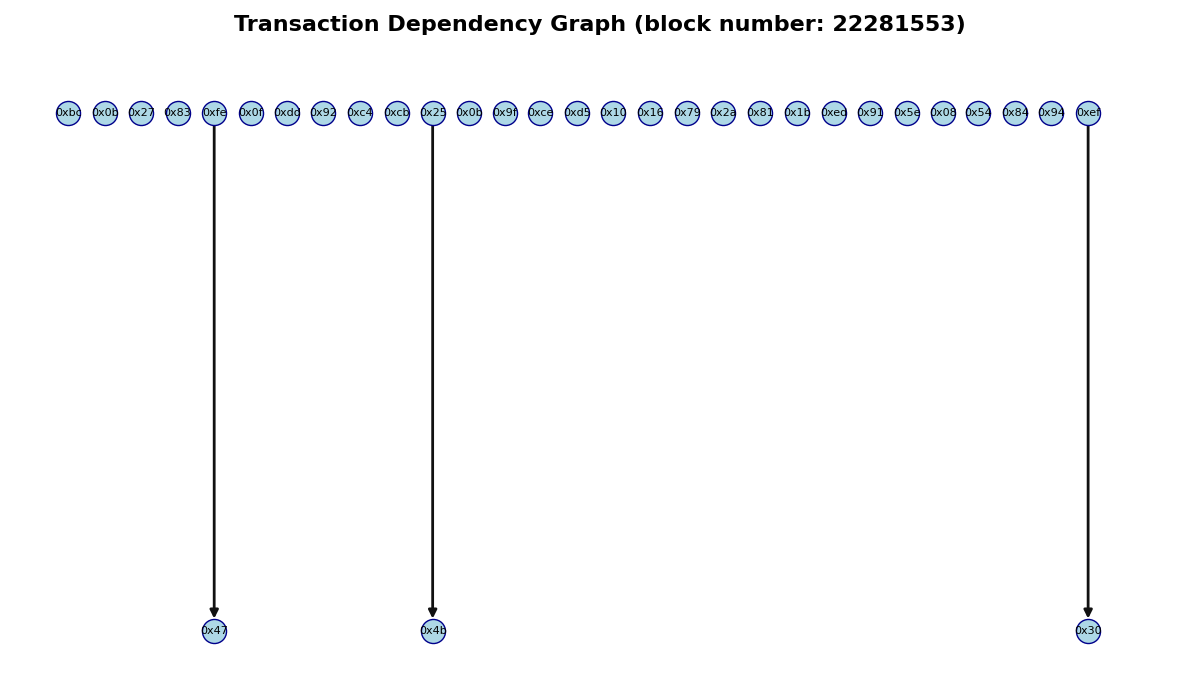 Transaction Dependency Graph (block number: 22281553)
0xbc 0x0b 0x27 0x83 0xfe 0x0f 0xdd 0x92 0xc4 0xcb 0x25 0x0b 0x9f 0xce 0xd5 0x10 0x16 0x79 0x2a 0x81 0x1b 0xed 0x91 0x5e 0x08 0x54 0x84 0x94 0xef
0x47 0x4b 0x30